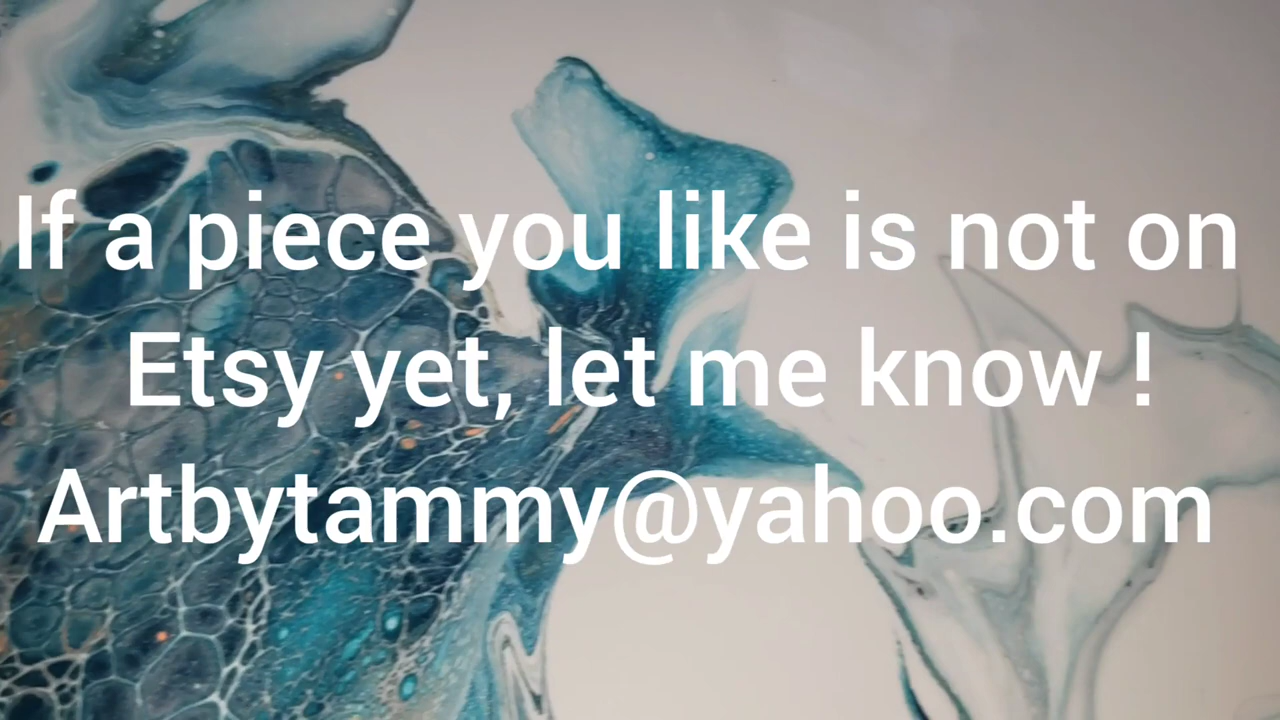 If a piece you like is not on
Etsy yet, let me know !
Artbytammy@yahoo.com